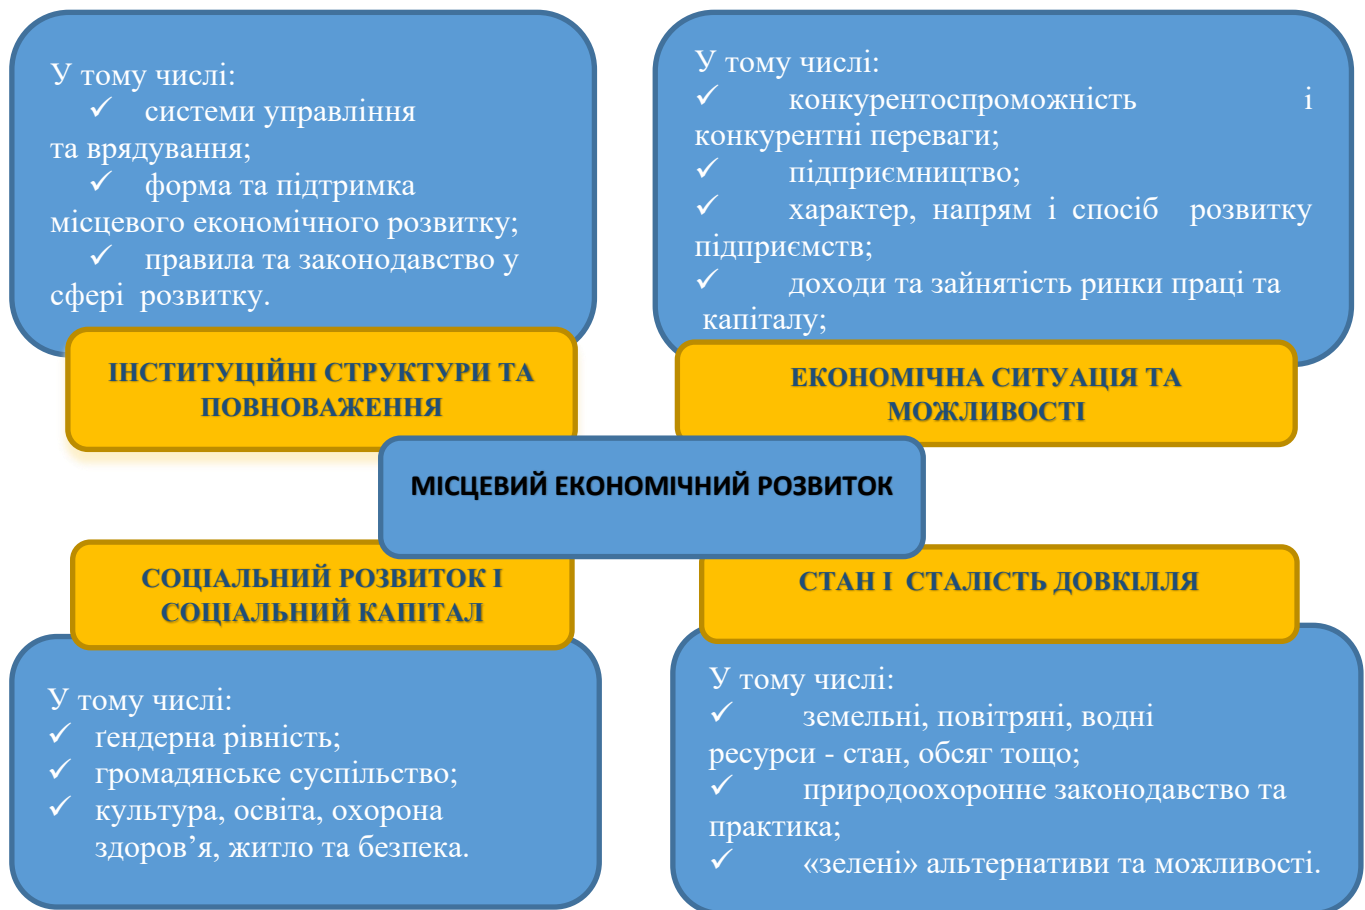 У тому числі:
✓ системи управління
та врядування;
✓ форма та підтримка
місцевого економічного розвитку;
✓ правила та законодавство у
сфері розвитку.
ІНСТИТУЦІЙНІ СТРУКТУРИ ТА
ПОВНОВАЖЕННЯ
У тому числі:
✓ конкурентоспроможність і
конкурентні переваги;
✓ підприємництво;
✓ характер, напрям і спосіб розвитку
підприємств;
✓ доходи та зайнятість ринки праці та
капіталу;
ЕКОНОМІЧНА СИТУАЦІЯ ТА
МОЖЛИВОСТІ
МІСЦЕВИЙ ЕКОНОМІЧНИЙ РОЗВИТОК
СОЦІАЛЬНИЙ РОЗВИТОК І
СОЦІАЛЬНИЙ КАПІТАЛ
У тому числі:
✓ ґендерна рівність;
✓ громадянське суспільство;
✓ культура, освіта, охорона
здоров’я, житло та безпека.
СТАН І СТАЛІСТЬ ДОВКІЛЛЯ
У тому числі:
✓ земельні, повітряні, водні
ресурси - стан, обсяг тощо;
✓ природоохоронне законодавство та
практика;
✓ «зелені» альтернативи та можливості.